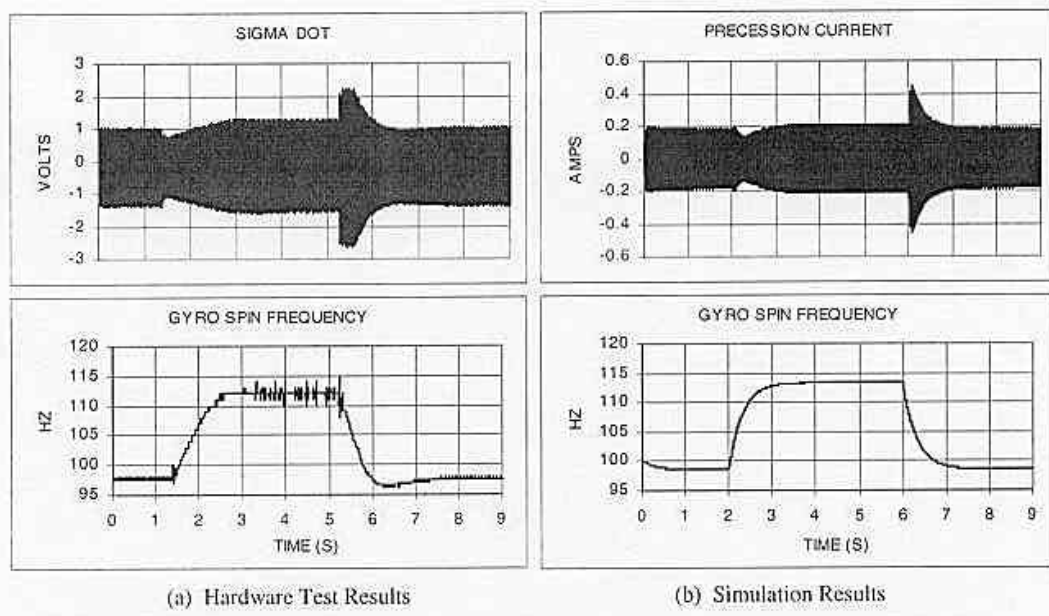 SIGMA DOT
3
2
1
0
-1
-2
-3
VOLTS
GYRO SPIN FREQUENCY
120
115
110
105
100
95
HZ
0 1 2 3 4 5 6 7 8 9
TIME (S)
(a) Hardware Test Results
PRECESSION CURRENT
0.6
0.4
0.2
0
-0.2
-0.4
-0.6
AMPS
GYRO SPIN FREQUENCY
120
115
110
105
100
95
90
HZ
0 1 2 3 4 5 6 7 8 9
TIME (S)
(b) Simulation Results